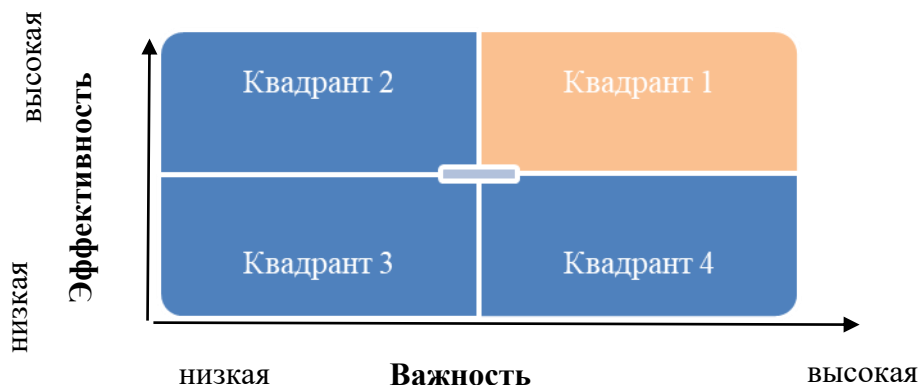 высокая
Эффективность
низкая
Квадрант 2
Квадрант 1
Квадрант 3
Квадрант 4
низкая
Важность
высокая